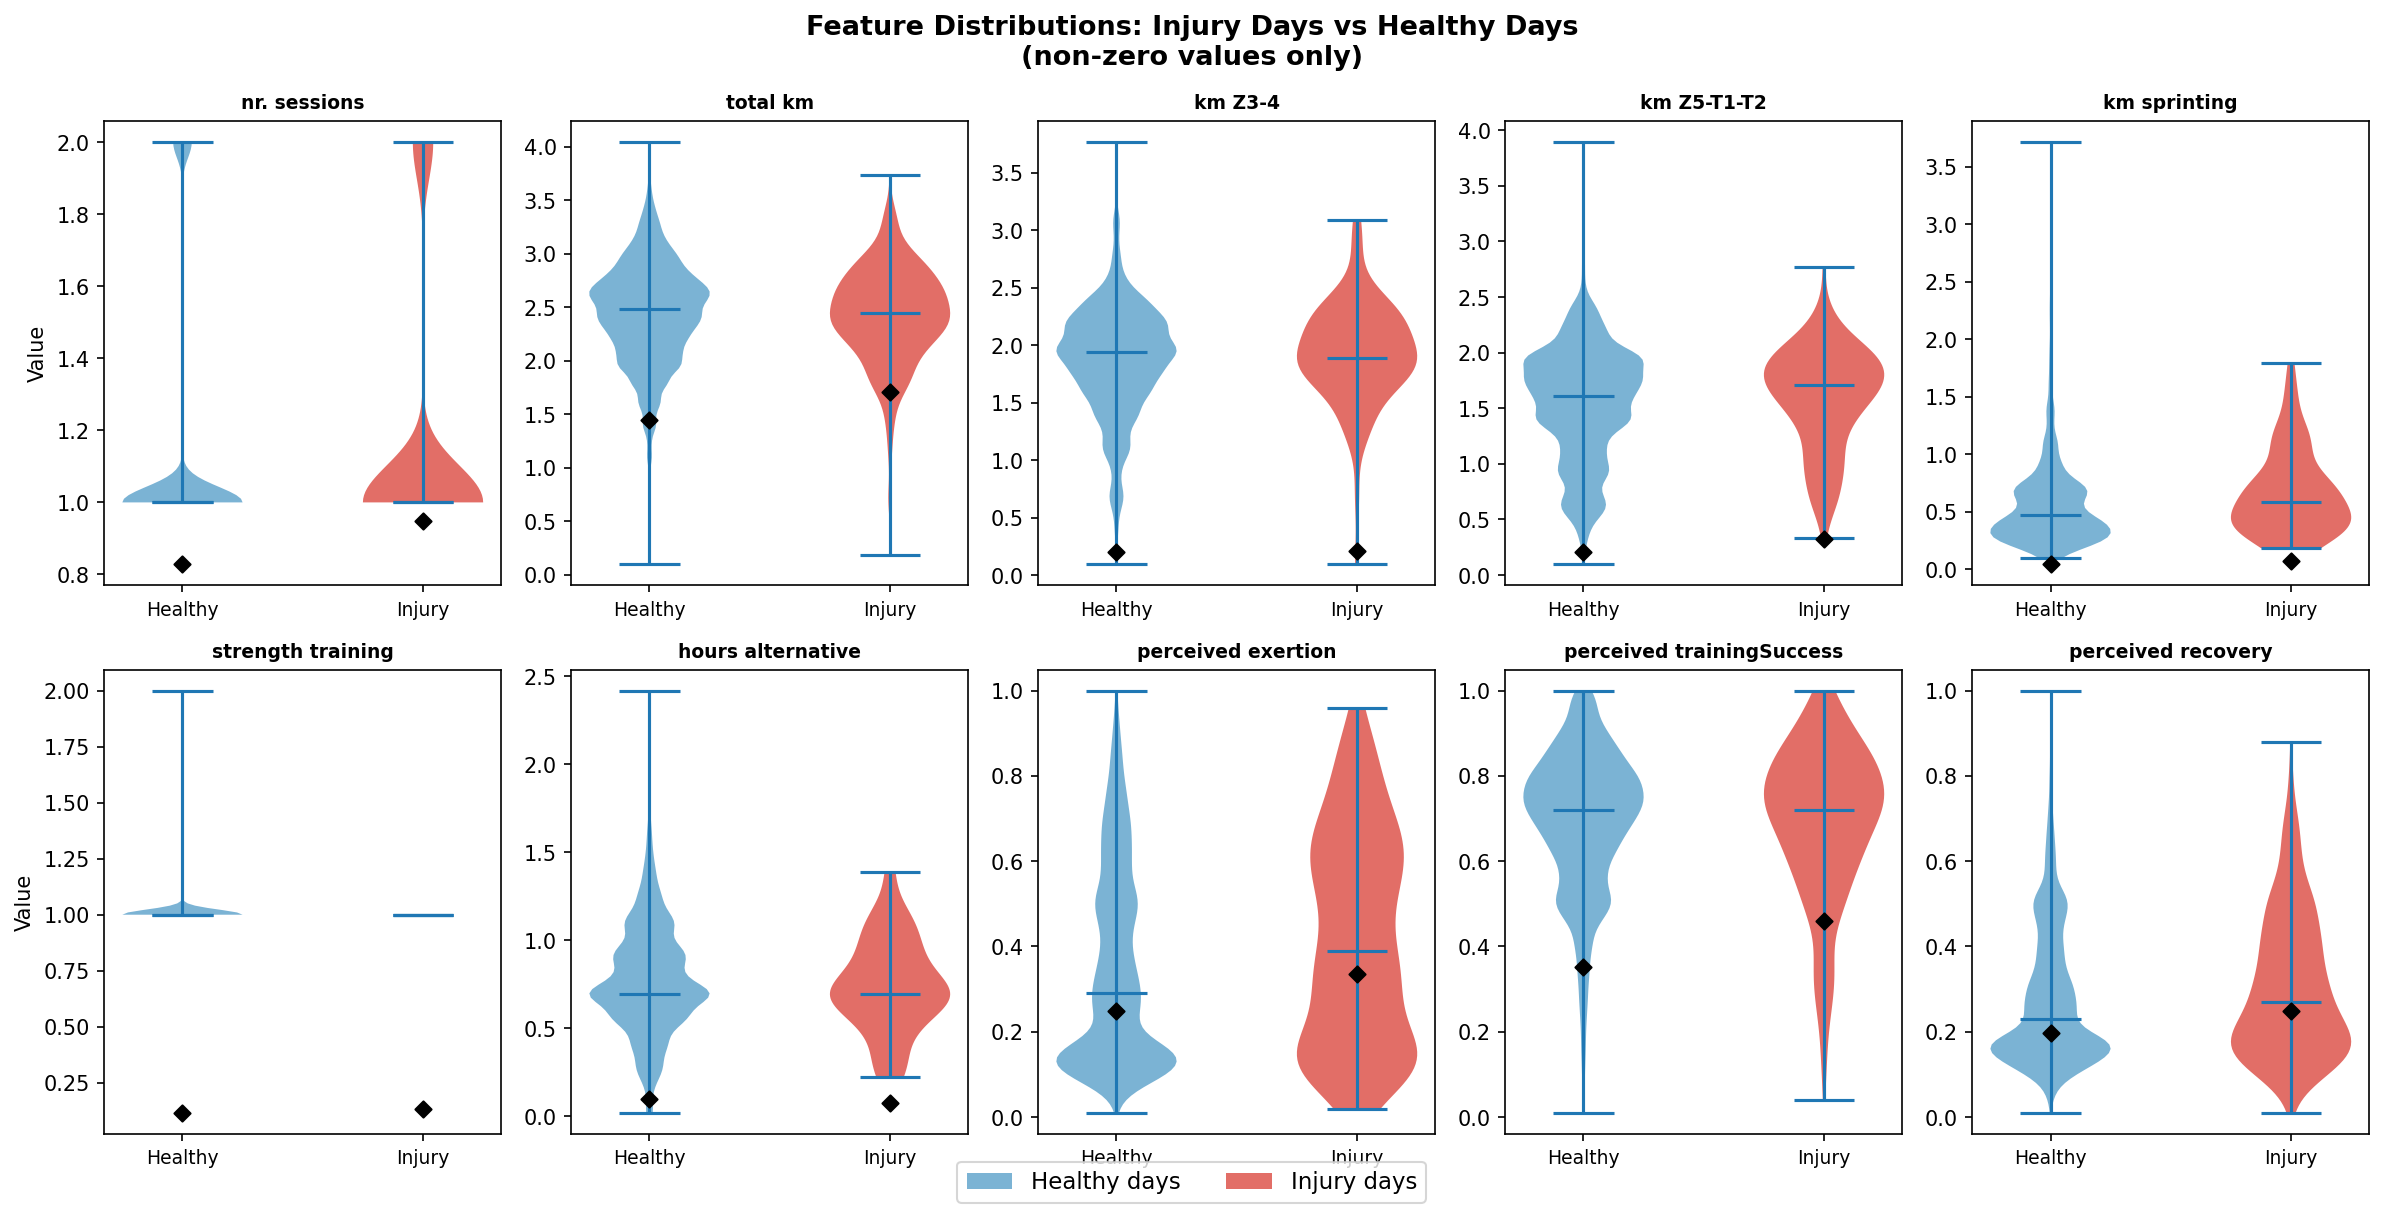 Feature Distributions: Injury Days vs Healthy Days
(non-zero values only)
nr. sessions
total km
km Z3-4
km Z5-T1-T2
km sprinting
Value
2.0
1.8
1.6
1.4
1.2
1.0
0.8
Healthy Injury
4.0
3.5
3.0
2.5
2.0
1.5
1.0
0.5
0.0
Healthy Injury
3.5
3.0
2.5
2.0
1.5
1.0
0.5
0.0
Healthy Injury
4.0
3.5
3.0
2.5
2.0
1.5
1.0
0.5
0.0
Healthy Injury
3.5
3.0
2.5
2.0
1.5
1.0
0.5
0.0
Healthy Injury
strength training
hours alternative
perceived exertion
perceived trainingSuccess
perceived recovery
Value
2.00
1.75
1.50
1.25
1.00
0.75
0.50
0.25
Healthy Injury
2.5
2.0
1.5
1.0
0.5
0.0
Healthy Injury
1.0
0.8
0.6
0.4
0.2
0.0
Healthy Injury
1.0
0.8
0.6
0.4
0.2
0.0
Healthy Injury
1.0
0.8
0.6
0.4
0.2
0.0
Healthy Injury
Healthy days Injury days